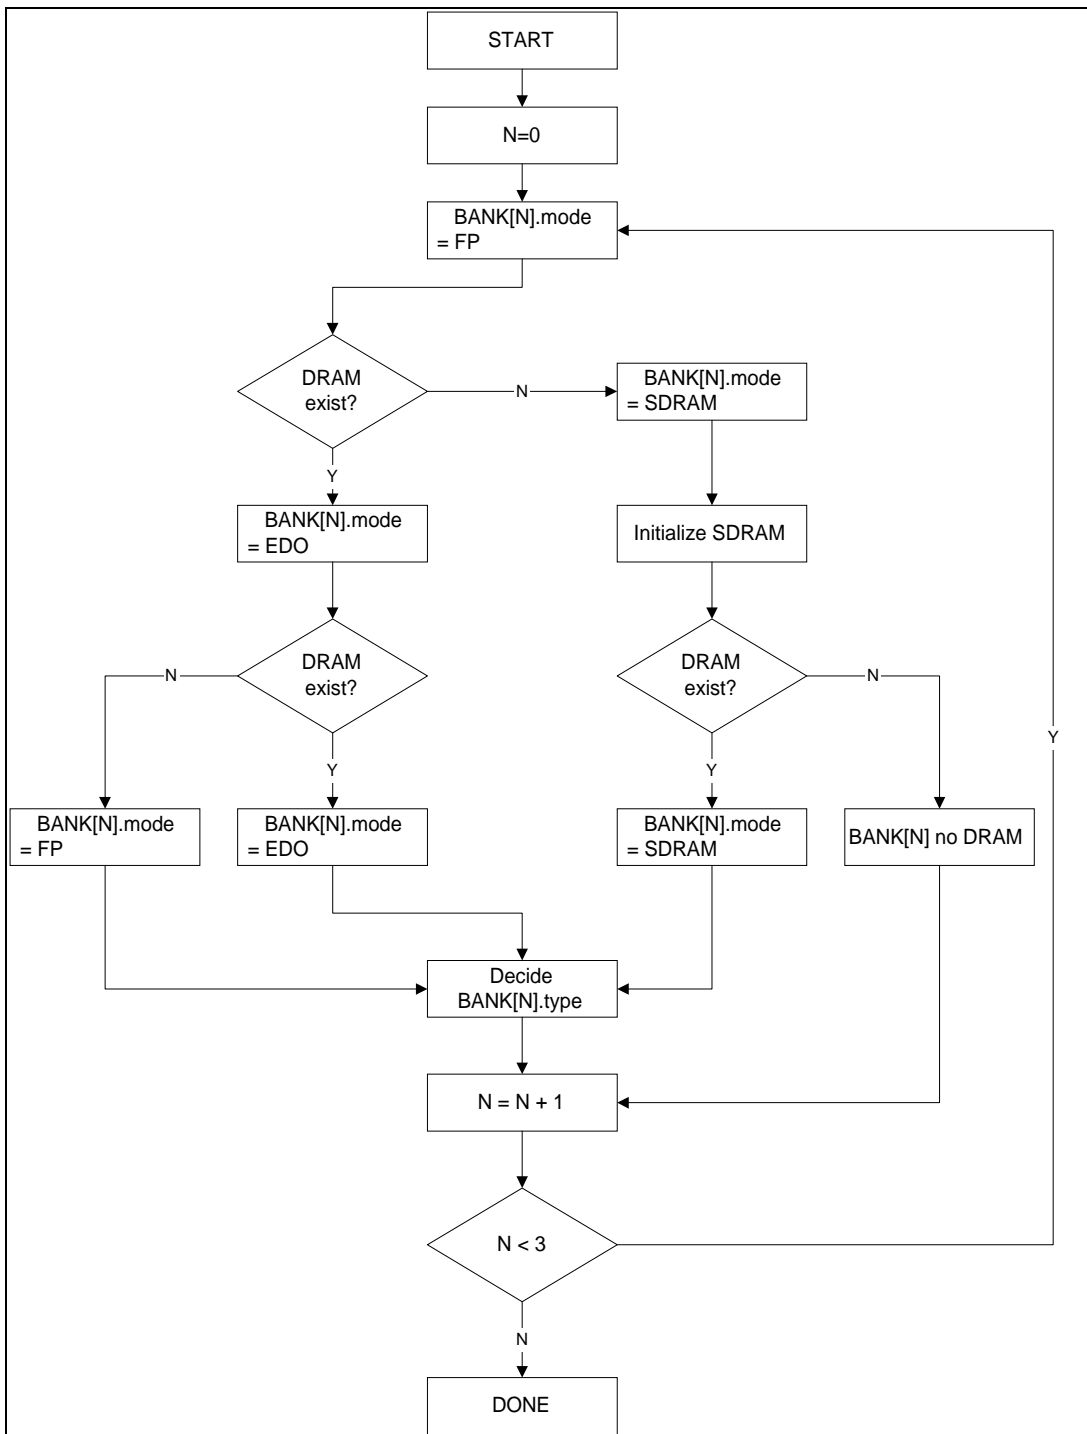 START
N=0
BANK[N].mode
= FP
DRAM
exist?
N
BANK[N].mode
= SDRAM
Y
BANK[N].mode
= EDO
Initialize SDRAM
DRAM
exist?
N
DRAM
exist?
N
Y
Y
Y
BANK[N].mode
= FP
BANK[N].mode
= EDO
BANK[N].mode
= SDRAM
BANK[N] no DRAM
Decide
BANK[N].type
N = N + 1
N < 3
N
DONE